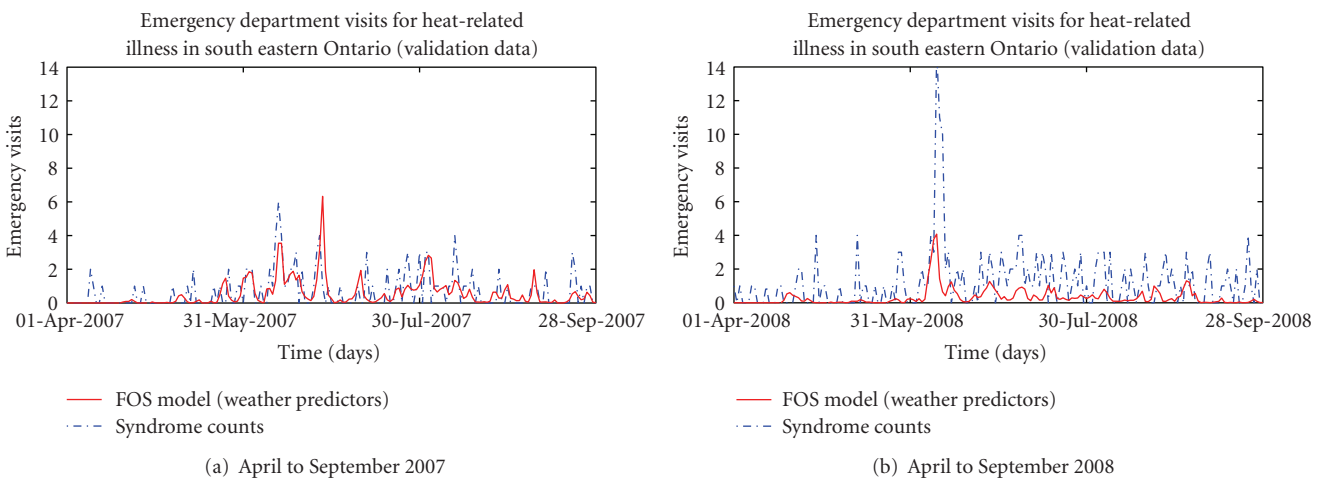 Emergency department visits for heat-related
illness in south eastern Ontario (validation data)
14
12
10
8
6
4
2
0
Emergency visits
01-Apr-2007
31-May-2007
30-Jul-2007
28-Sep-2007
Time (days)
FOS model (weather predictors)
Syndrome counts
(a) April to September 2007
Emergency department visits for heat-related
illness in south eastern Ontario (validation data)
14
12
10
8
6
4
2
0
Emergency visits
01-Apr-2008
31-May-2008
30-Jul-2008
28-Sep-2008
Time (days)
FOS model (weather predictors)
Syndrome counts
(b) April to September 2008